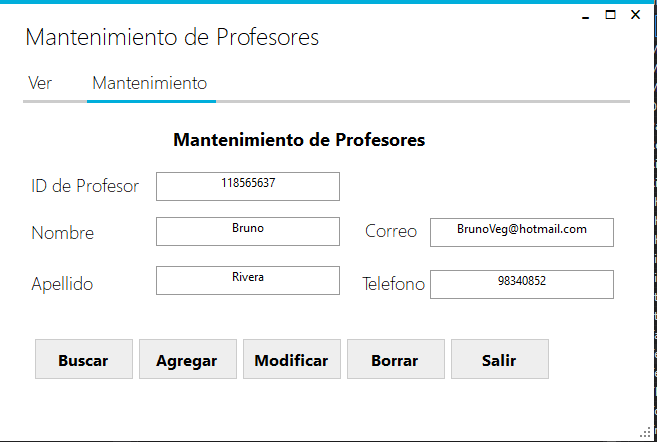 Mantenimiento de Profesores
Ver Mantenimiento
Mantenimiento de Profesores
ID de Profesor 118565637
Nombre Bruno Correo BrunoVeg@hotmail.com
Apellido Rivera Telefono 98340852
Buscar Agregar Modificar Borrar Salir